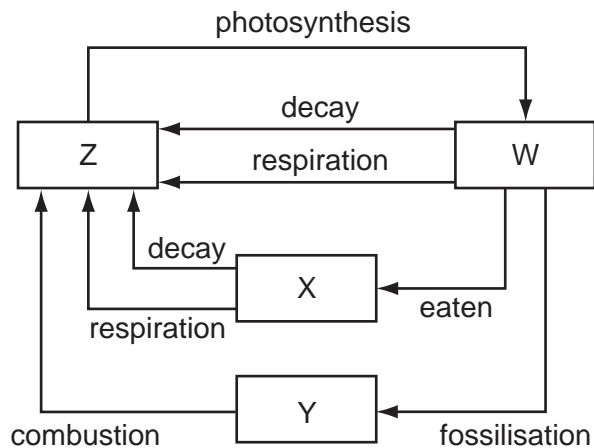 photosynthesis
decay
Z
W
respiration
decay
X
respiration
eaten
Y
combustion
fossilisation